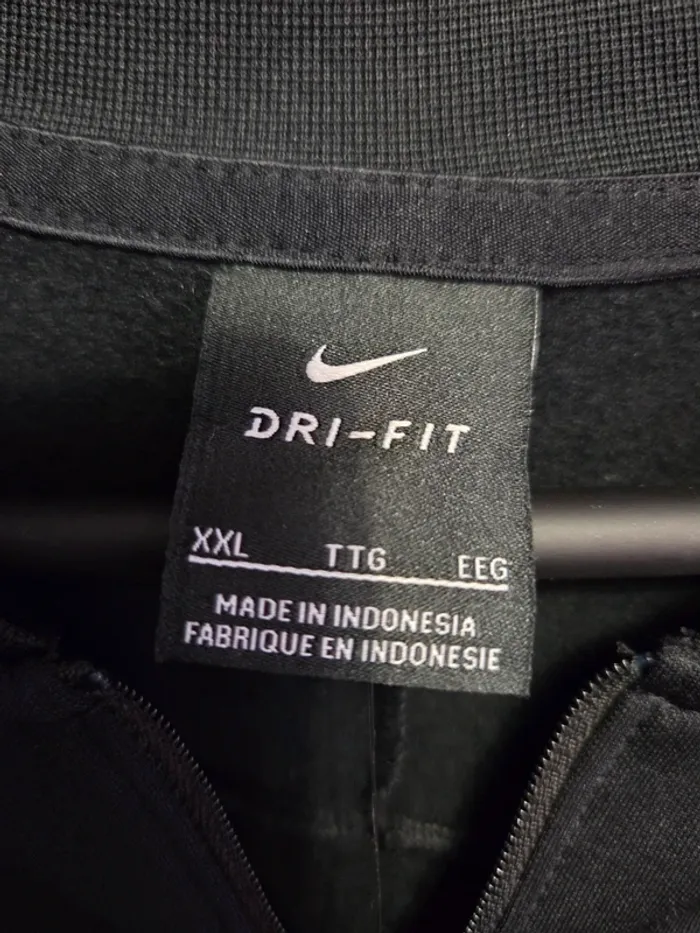 DRI-FIT
XXL TTG EEG
MADE IN INDONESIA
FABRIQUE EN INDONESIE